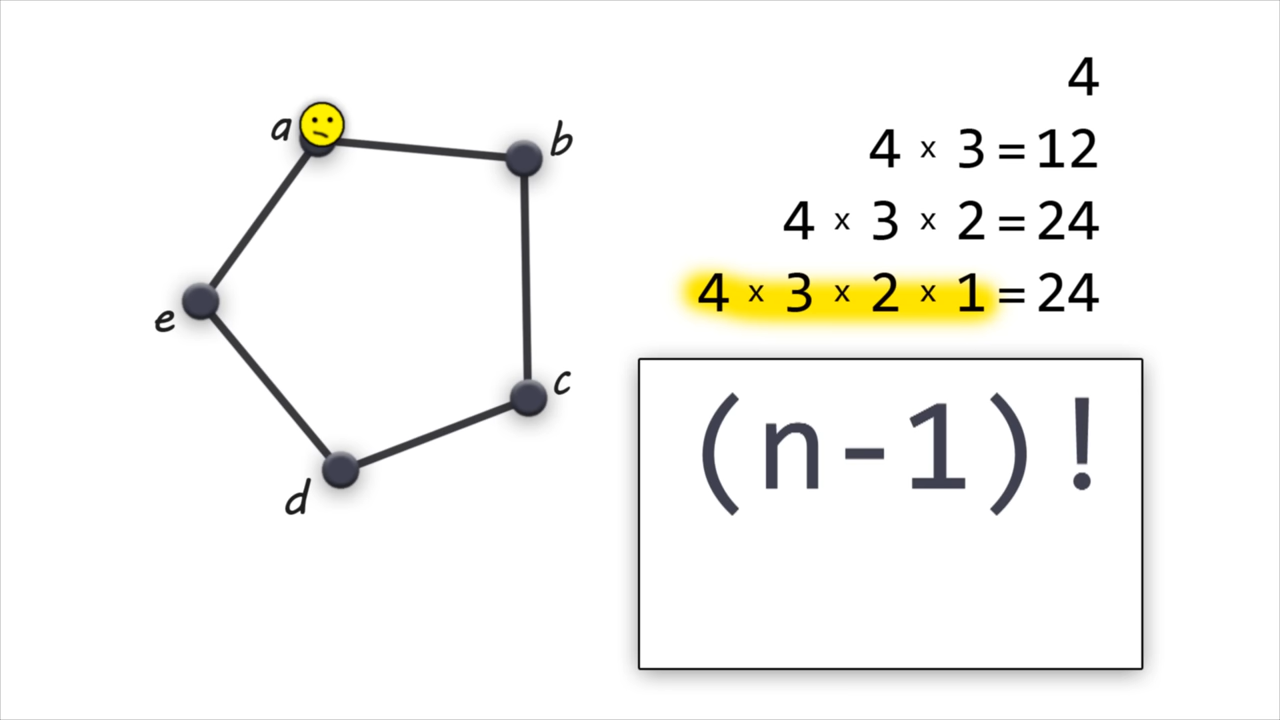 a
b
c
d
e
4
4 × 3 = 12
4 × 3 × 2 = 24
4 × 3 × 2 × 1 = 24
(n-1)!